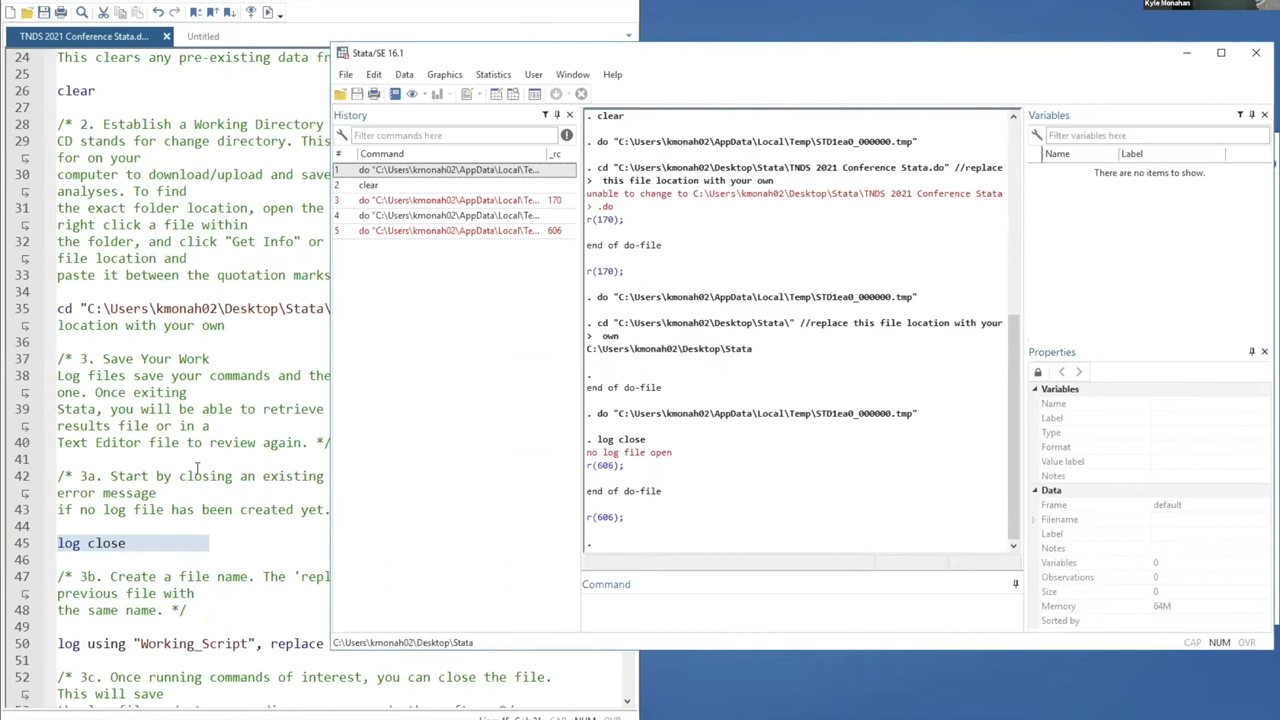 Kyle Monahan
TNDS 2021 Conference Stata.d...
Untitled
24 This clears any pre-existing data fr
25
26 clear
27
28 /* 2. Establish a Working Directory
29 CD stands for change directory. This
for on your
30 computer to download/upload and save
analyses. To find
31 the exact folder location, open the
right click a file within
32 the folder, and click "Get Info" or
file location and
33 paste it between the quotation marks
34
35 cd "C:\Users\kmonah02\Desktop\Stata\
location with your own
36
37 /* 3. Save Your Work
38 Log files save your commands and the
one. Once exiting
39 Stata, you will be able to retrieve
results file or in a
40 Text Editor file to review again. */
41
42 /* 3a. Start by closing an existing
error message
43 if no log file has been created yet.
44
45 log close
46
47 /* 3b. Create a file name. The 'repl
previous file with
48 the same name. */
49
50 log using "Working_Script", replace
51
52 /* 3c. Once running commands of interest, you can close the file.
This will save
Stata/SE 16.1
File Edit Data Graphics Statistics User Window Help
History
Filter commands here
# Command _rc
1 do "C:\Users\kmonah02\AppData\Local\Te...
2 clear
3 do "C:\Users\kmonah02\AppData\Local\Te... 170
4 do "C:\Users\kmonah02\AppData\Local\Te...
5 do "C:\Users\kmonah02\AppData\Local\Te... 606
. clear
. do "C:\Users\kmonah02\AppData\Local\Temp\STD1ea0_000000.tmp"
. cd "C:\Users\kmonah02\Desktop\Stata\TNDS 2021 Conference Stata.do" //replace
> this file location with your own
unable to change to C:\Users\kmonah02\Desktop\Stata\TNDS 2021 Conference Stata
> .do
r(170);
end of do-file
r(170);
. do "C:\Users\kmonah02\AppData\Local\Temp\STD1ea0_000000.tmp"
. cd "C:\Users\kmonah02\Desktop\Stata\" //replace this file location with your
> own
C:\Users\kmonah02\Desktop\Stata
.
end of do-file
. do "C:\Users\kmonah02\AppData\Local\Temp\STD1ea0_000000.tmp"
. log close
no log file open
r(606);
end of do-file
r(606);
.
Command
Variables
Filter variables here
Name Label
There are no items to show.
Properties
Variables
Name
Label
Type
Format
Value label
Notes
Data
Frame default
Filename
Label
Notes
Variables 0
Observations 0
Size 0
Memory 64M
Sorted by
C:\Users\kmonah02\Desktop\Stata
CAP NUM OVR